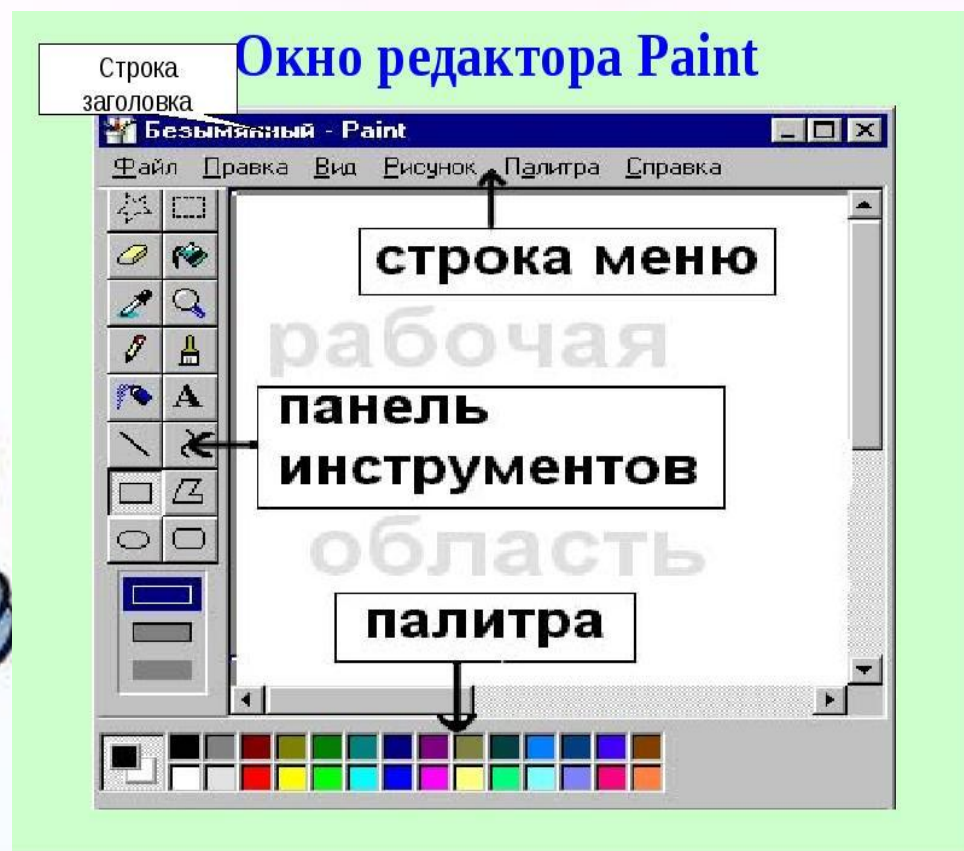 Окно редактора Paint
Строка
заголовка
Безымянный - Paint
Файл Правка Вид Рисунок Палитра Справка
строка меню
рабочая
A
панель
инструментов
область
палитра